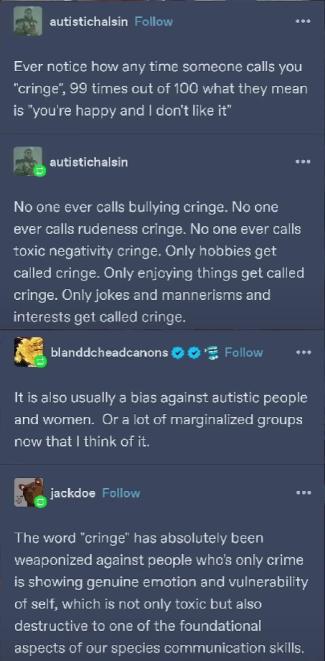 autistichalsin Follow
Ever notice how any time someone calls you
"cringe", 99 times out of 100 what they mean
is "you're happy and I don't like it"
autistichalsin
No one ever calls bullying cringe. No one
ever calls rudeness cringe. No one ever calls
toxic negativity cringe. Only hobbies get
called cringe. Only enjoying things get called
cringe. Only jokes and mannerisms and
interests get called cringe.
blanddcheadcanons Follow
It is also usually a bias against autistic people
and women. Or a lot of marginalized groups
now that I think of it.
jackdoe Follow
The word "cringe" has absolutely been
weaponized against people who's only crime
is showing genuine emotion and vulnerability
of self, which is not only toxic but also
destructive to one of the foundational
aspects of our species communication skills.